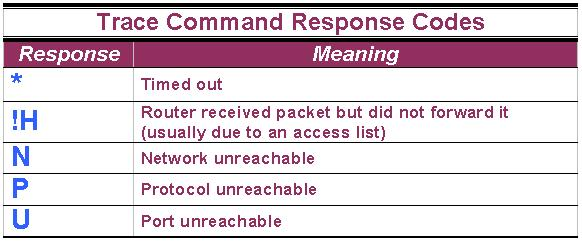 Trace Command Response Codes
Response Meaning
* Timed out
!H Router received packet but did not forward it
(usually due to an access list)
N Network unreachable
P Protocol unreachable
U Port unreachable